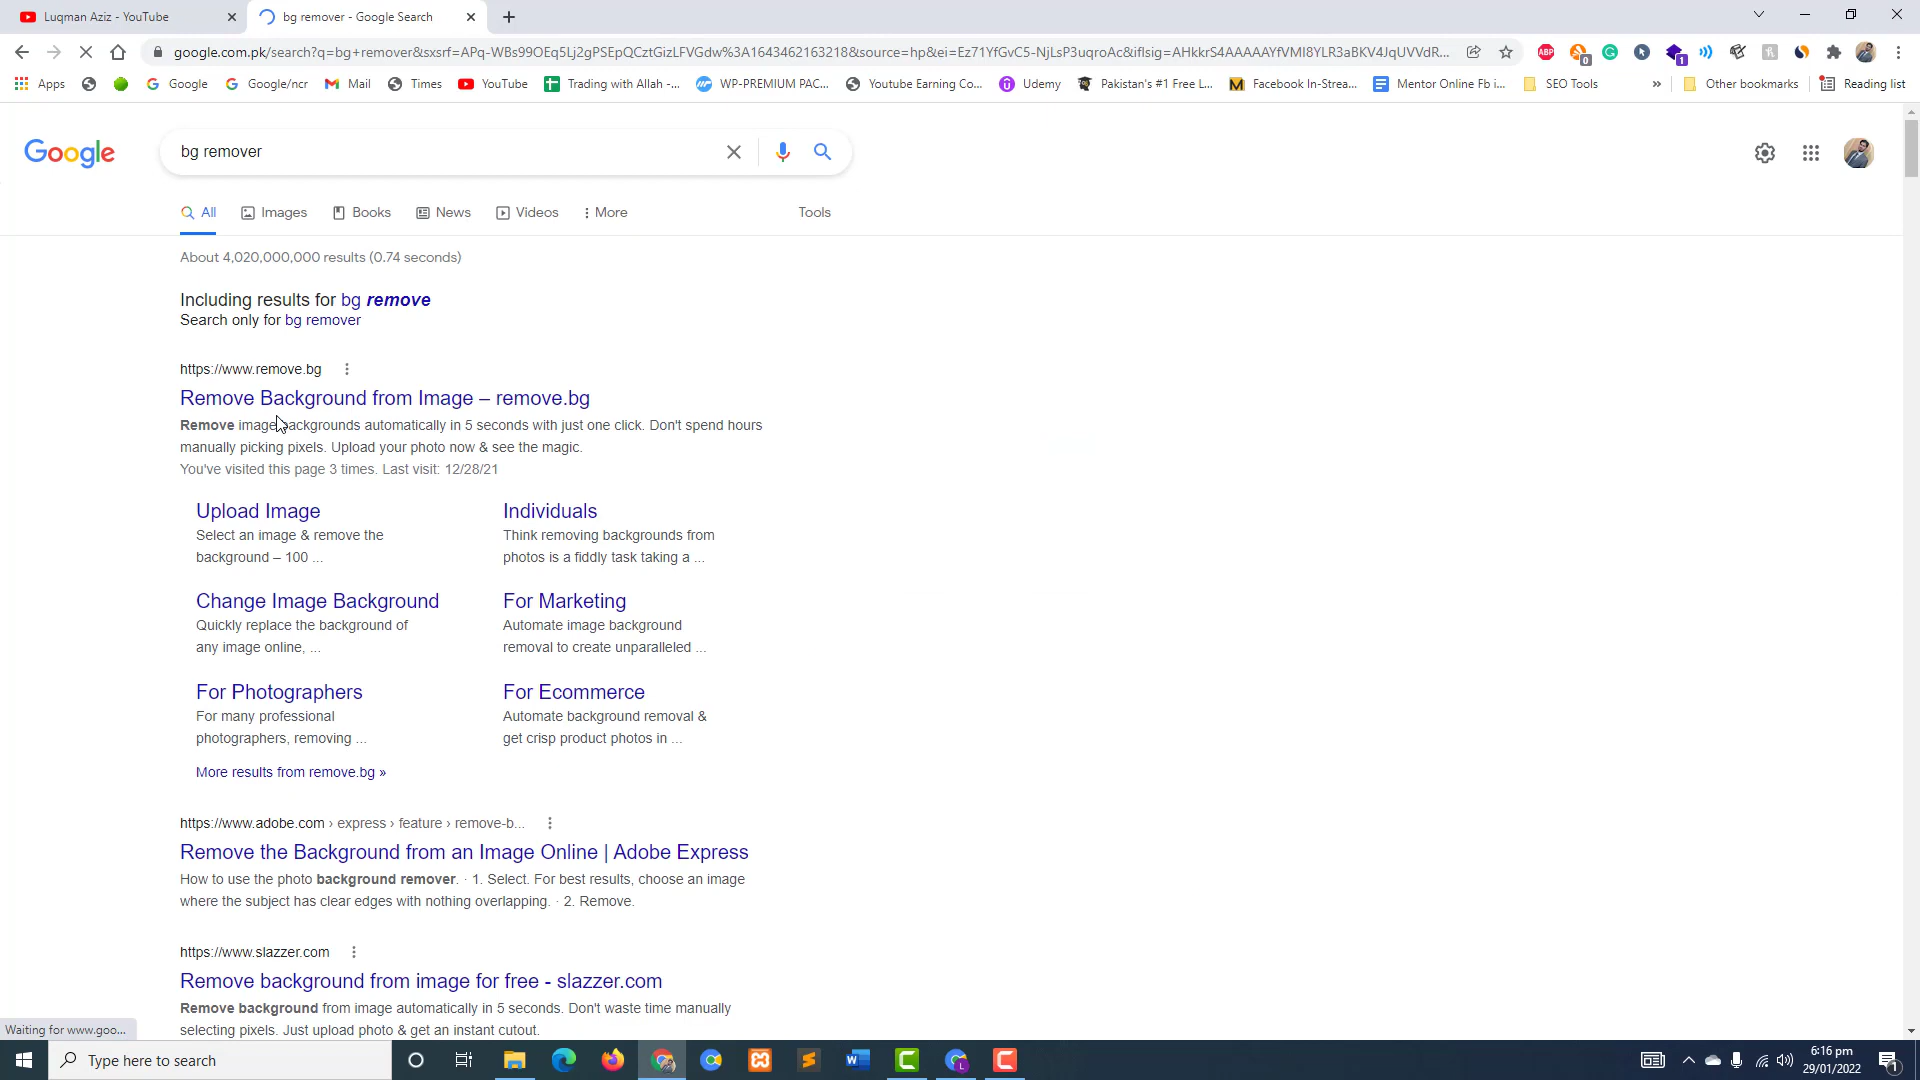 Luqman Aziz - YouTube
bg remover - Google Search
google.com.pk/search?q=bg+remover&sxsrf=APq-WBs99OEq5Lj2gPSEpQCztGizLFVGdw%3A1643462163218&source=hp&ei=Ez71YfGvC5-NjLsP3uqroAc&iflsig=AHkkrS4AAAAAYfVMI8YLR3aBKV4JqUVVdR...
Apps Google Google/ncr Mail Times YouTube Trading with Allah -... WP-PREMIUM PAC... Youtube Earning Co... Udemy Pakistan's #1 Free L... Facebook In-Strea... Mentor Online Fb i... SEO Tools » Other bookmarks Reading list
Google
bg remover
All Images Books News Videos More Tools
About 4,020,000,000 results (0.74 seconds)
Including results for bg remove
Search only for bg remover
https://www.remove.bg
Remove Background from Image – remove.bg
Remove image backgrounds automatically in 5 seconds with just one click. Don't spend hours
manually picking pixels. Upload your photo now & see the magic.
You've visited this page 3 times. Last visit: 12/28/21
Upload Image
Select an image & remove the
background – 100 ...
Individuals
Think removing backgrounds from
photos is a fiddly task taking a ...
Change Image Background
Quickly replace the background of
any image online, ...
For Marketing
Automate image background
removal to create unparalleled ...
For Photographers
For many professional
photographers, removing ...
For Ecommerce
Automate background removal &
get crisp product photos in ...
More results from remove.bg »
https://www.adobe.com › express › feature › remove-b...
Remove the Background from an Image Online | Adobe Express
How to use the photo background remover. · 1. Select. For best results, choose an image
where the subject has clear edges with nothing overlapping. · 2. Remove.
https://www.slazzer.com
Remove background from image for free - slazzer.com
Remove background from image automatically in 5 seconds. Don't waste time manually
selecting pixels. Just upload photo & get an instant cutout.
Waiting for www.goo...
Type here to search
6:16 pm
29/01/2022